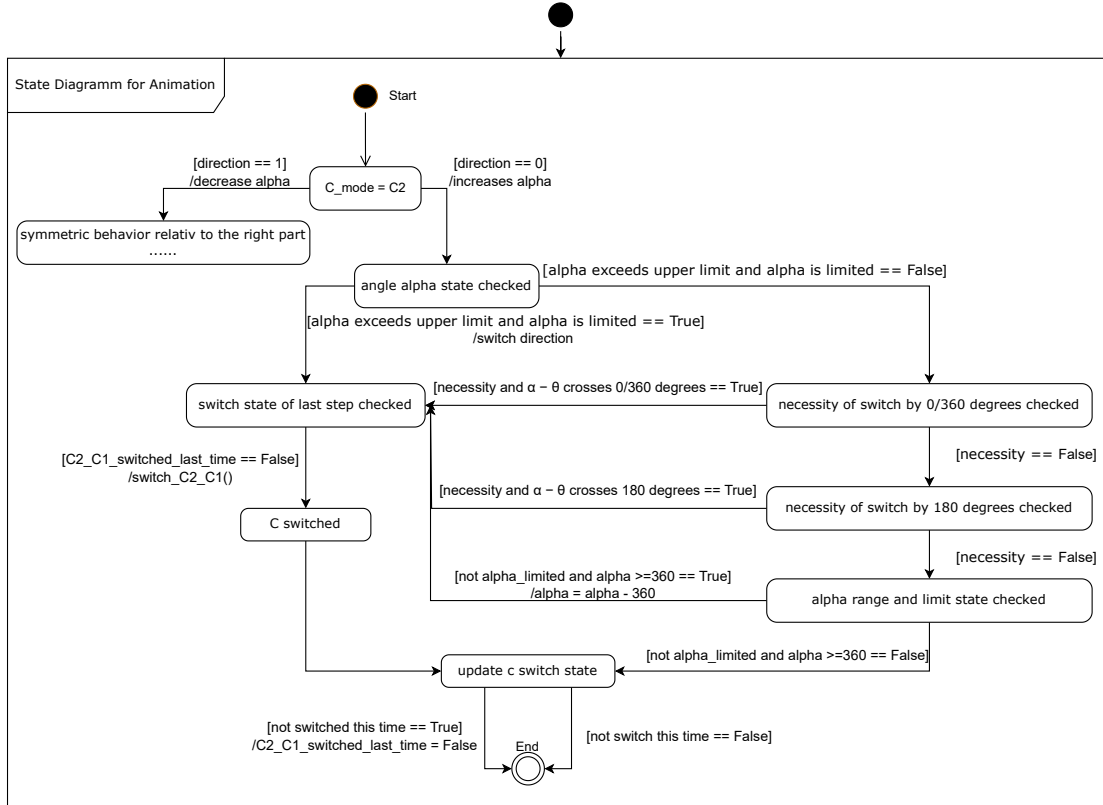 State Diagramm for Animation
Start
[direction == 1]
/decrease alpha
[direction == 0]
/increases alpha
C_mode = C2
symmetric behavior relativ to the right part
......
angle alpha state checked
[alpha exceeds upper limit and alpha is limited == False]
[alpha exceeds upper limit and alpha is limited == True]
/switch direction
switch state of last step checked
[necessity and α − θ crosses 0/360 degrees == True]
necessity of switch by 0/360 degrees checked
[C2_C1_switched_last_time == False]
/switch_C2_C1()
[necessity == False]
[necessity and α − θ crosses 180 degrees == True]
necessity of switch by 180 degrees checked
C switched
[necessity == False]
[not alpha_limited and alpha >=360 == True]
/alpha = alpha - 360
alpha range and limit state checked
[not alpha_limited and alpha >=360 == False]
update c switch state
[not switched this time == True]
/C2_C1_switched_last_time = False
[not switch this time == False]
End